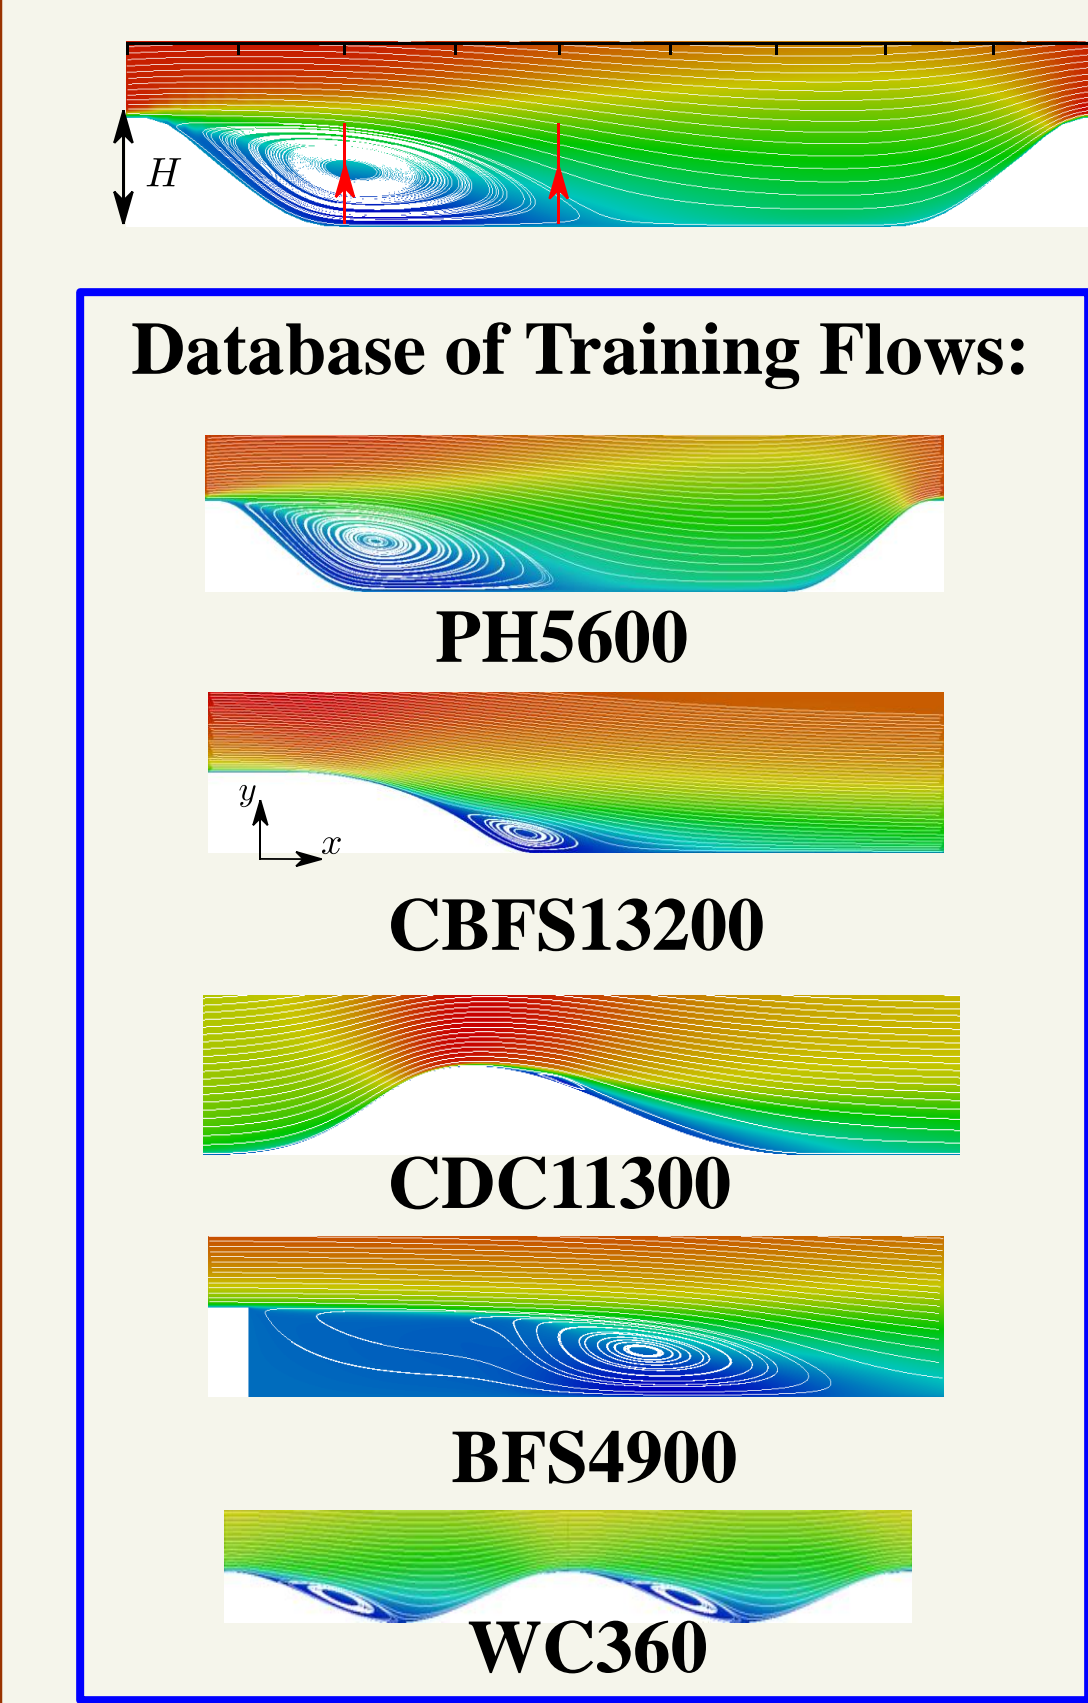 H
Database of Training Flows:
PH5600
y
x
CBFS13200
CDC11300
BFS4900
WC360